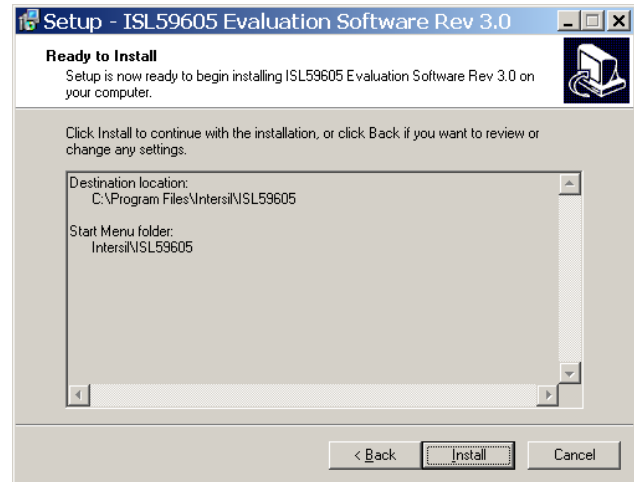 Setup - ISL59605 Evaluation Software Rev 3.0
Ready to Install
Setup is now ready to begin installing ISL59605 Evaluation Software Rev 3.0 on
your computer.
Click Install to continue with the installation, or click Back if you want to review or
change any settings.
Destination location:
C:\Program Files\Intersil\ISL59605
Start Menu folder:
Intersil\ISL59605
< Back
Install
Cancel